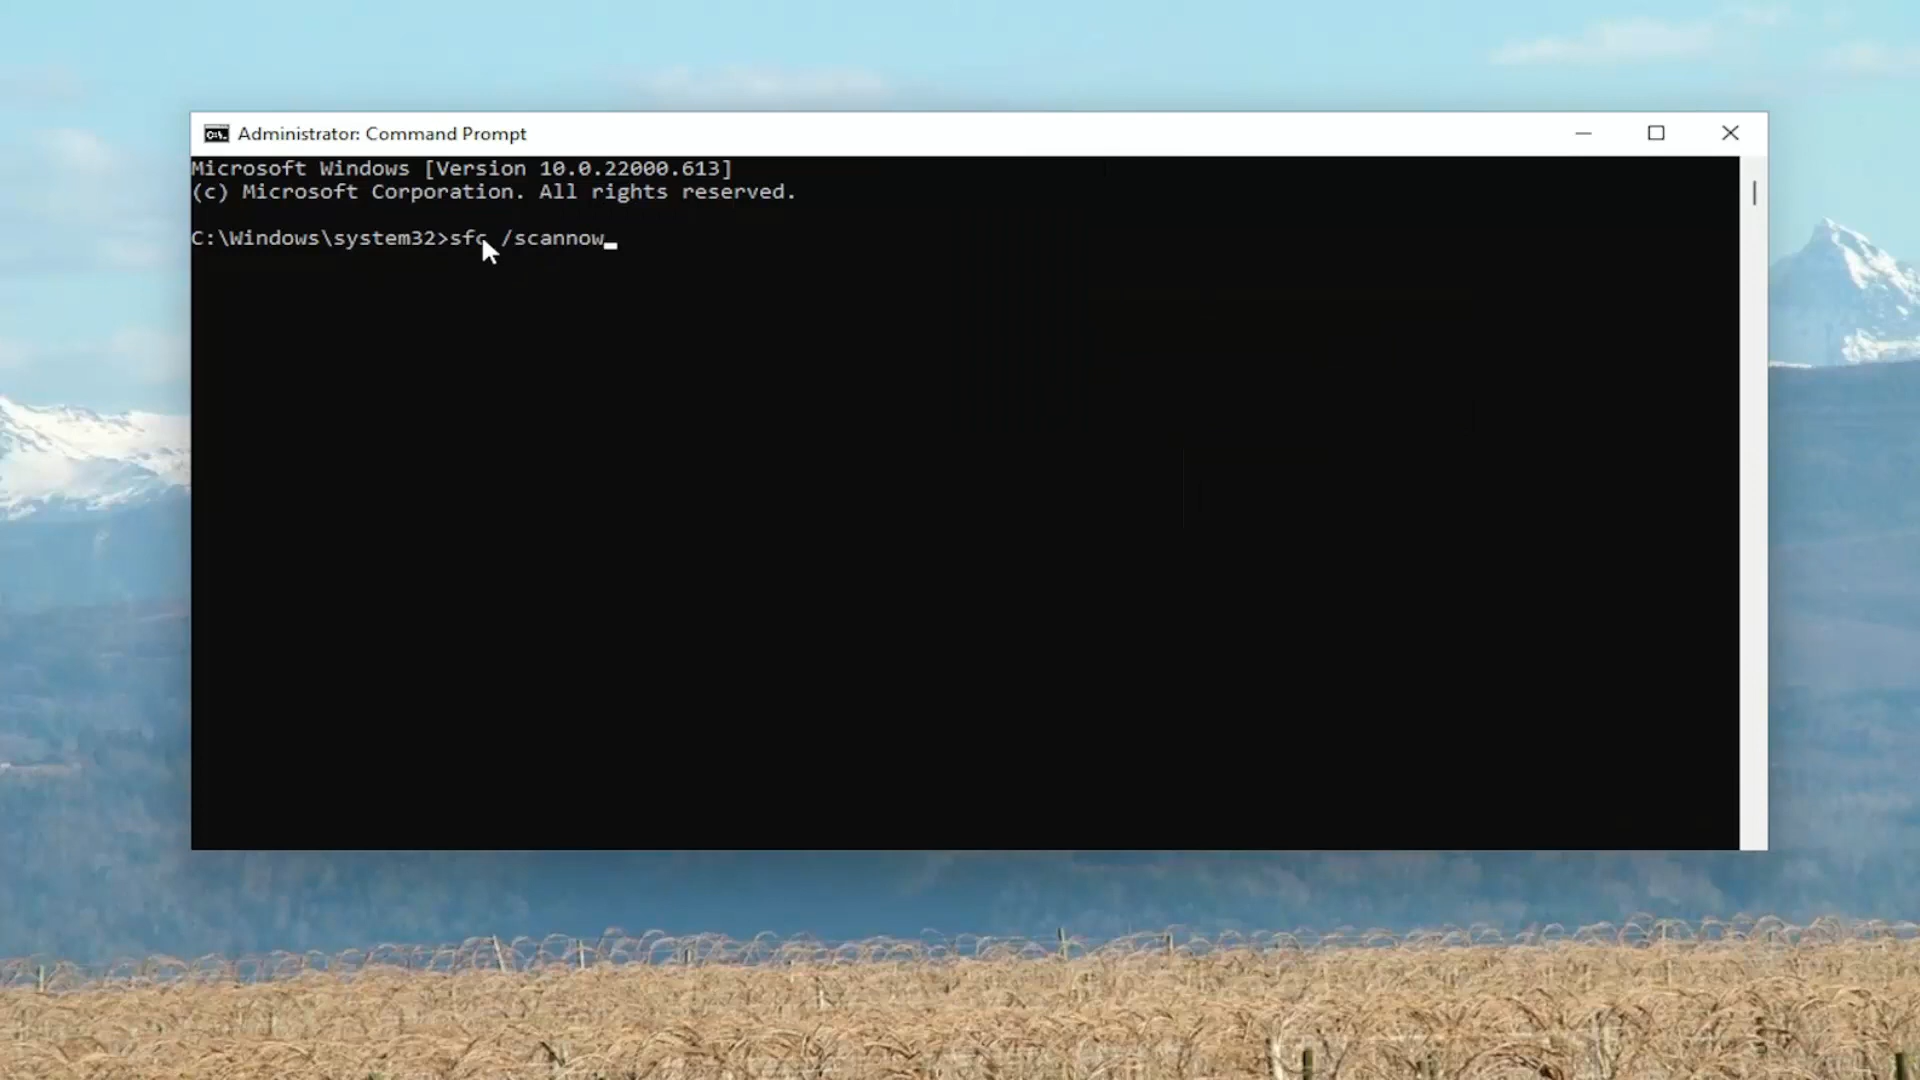 Administrator: Command Prompt
Microsoft Windows [Version 10.0.22000.613]
(c) Microsoft Corporation. All rights reserved.
C:\Windows\system32>sfc /scannow